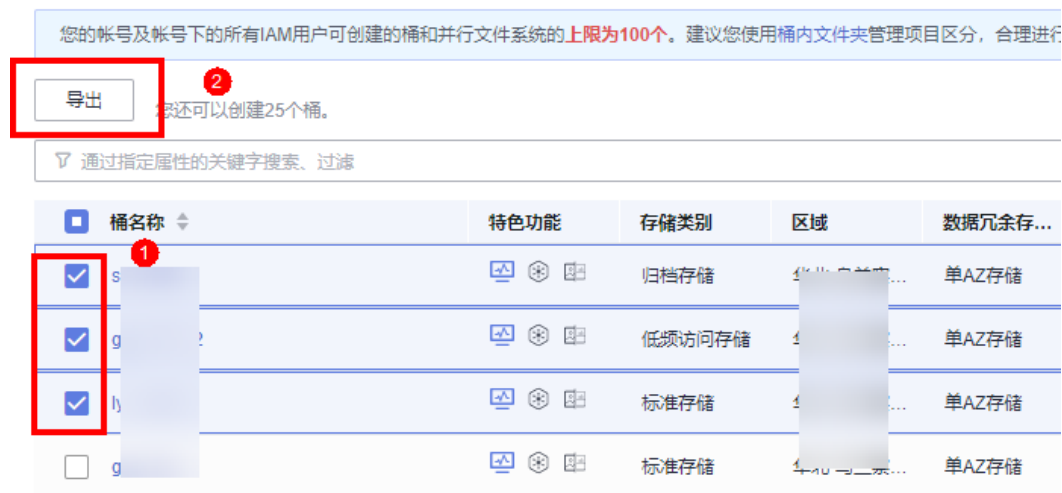 您的帐号及帐号下的所有IAM用户可创建的桶和并行文件系统的上限为100个。建议您使用桶内文件夹管理项目区分，合理进行
2
导出
您还可以创建25个桶。
通过指定属性的关键字搜索、过滤
桶名称 特色功能 存储类别 区域 数据冗余存...
1
s 归档存储 ... 单AZ存储
g 2 低频访问存储 ... 单AZ存储
ly 标准存储 ... 单AZ存储
g 标准存储 ... 单AZ存储